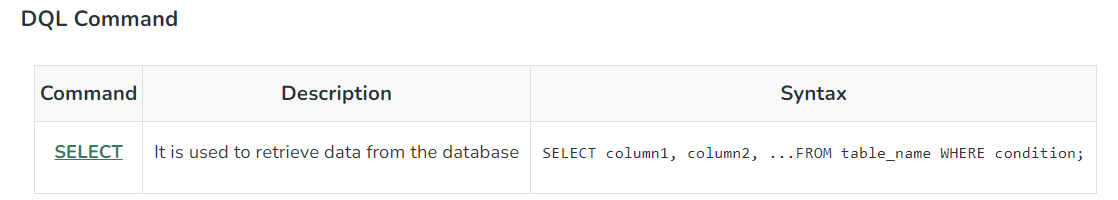 DQL Command
Command Description Syntax
SELECT It is used to retrieve data from the database SELECT column1, column2, ...FROM table_name WHERE condition;